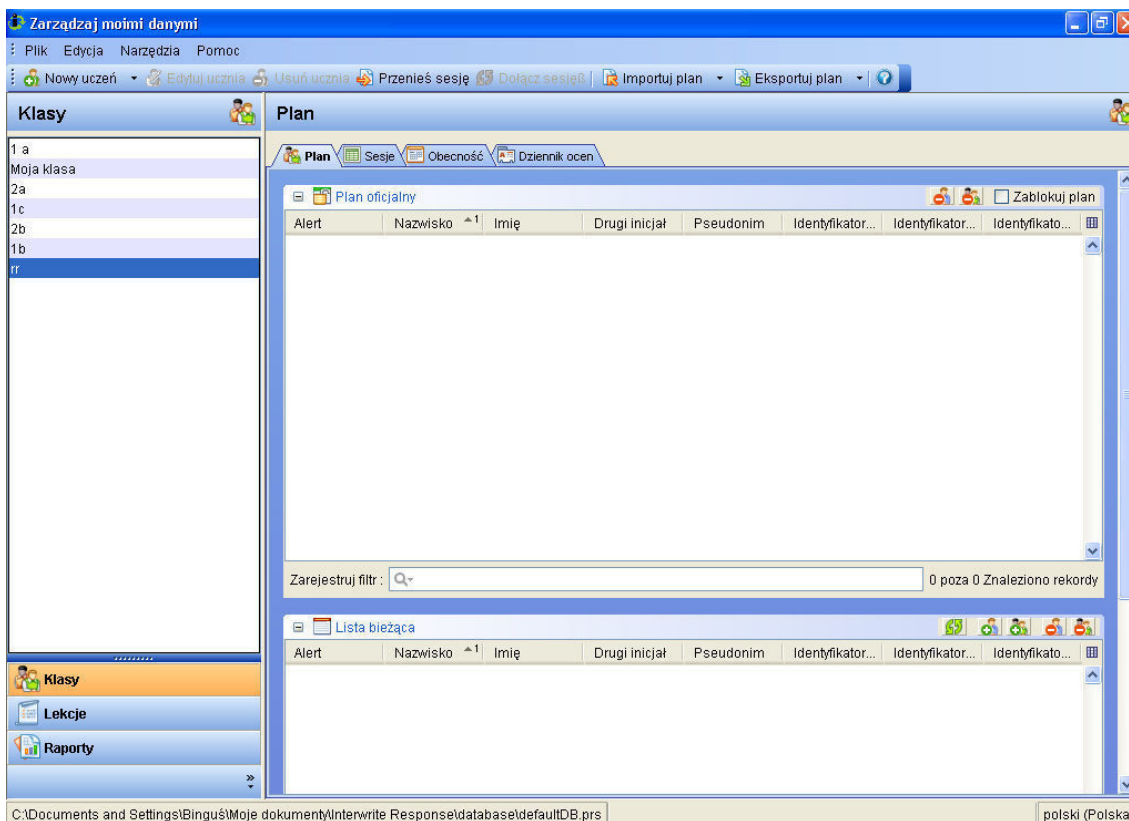 Zarządzaj moimi danymi
Plik Edycja Narzędzia Pomoc
Nowy uczeń Edytuj ucznia Usuń ucznia Przenieś sesję Dołącz sesjeß Importuj plan Eksportuj plan
Klasy
Plan
1 a
Moja klasa
2a
1c
2b
1b
rr
Plan Sesje Obecność Dziennik ocen
Plan oficjalny Zablokuj plan
Alert Nazwisko 1 Imię Drugi inicjał Pseudonim Identyfikator... Identyfikator... Identyfikato...
Zarejestruj filtr : 0 poza 0 Znaleziono rekordy
Lista bieżąca
Alert Nazwisko 1 Imię Drugi inicjał Pseudonim Identyfikator... Identyfikator... Identyfikato...
Klasy
Lekcje
Raporty
C:\Documents and Settings\Binguś\Moje dokumenty\Interwrite Response\database\defaultDB.prs polski (Polska